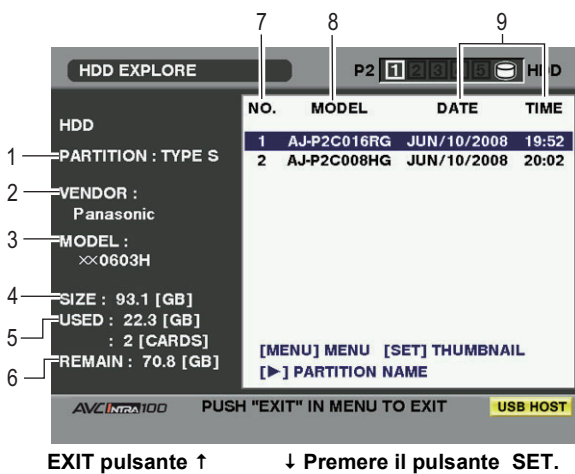 7 8 9
HDD EXPLORE P2 1 2 3 4 5 HDD
NO. MODEL DATE TIME
HDD
1 AJ-P2C016RG JUN/10/2008 19:52
1 PARTITION : TYPE S
2 AJ-P2C008HG JUN/10/2008 20:02
2 VENDOR :
Panasonic
3 MODEL :
××0603H
4 SIZE : 93.1 [GB]
5 USED : 22.3 [GB]
: 2 [CARDS]
6 REMAIN : 70.8 [GB]
[MENU] MENU [SET] THUMBNAIL
[►] PARTITION NAME
AVC INTRA 100 PUSH "EXIT" IN MENU TO EXIT USB HOST
EXIT pulsante ↑ ↓ Premere il pulsante SET.